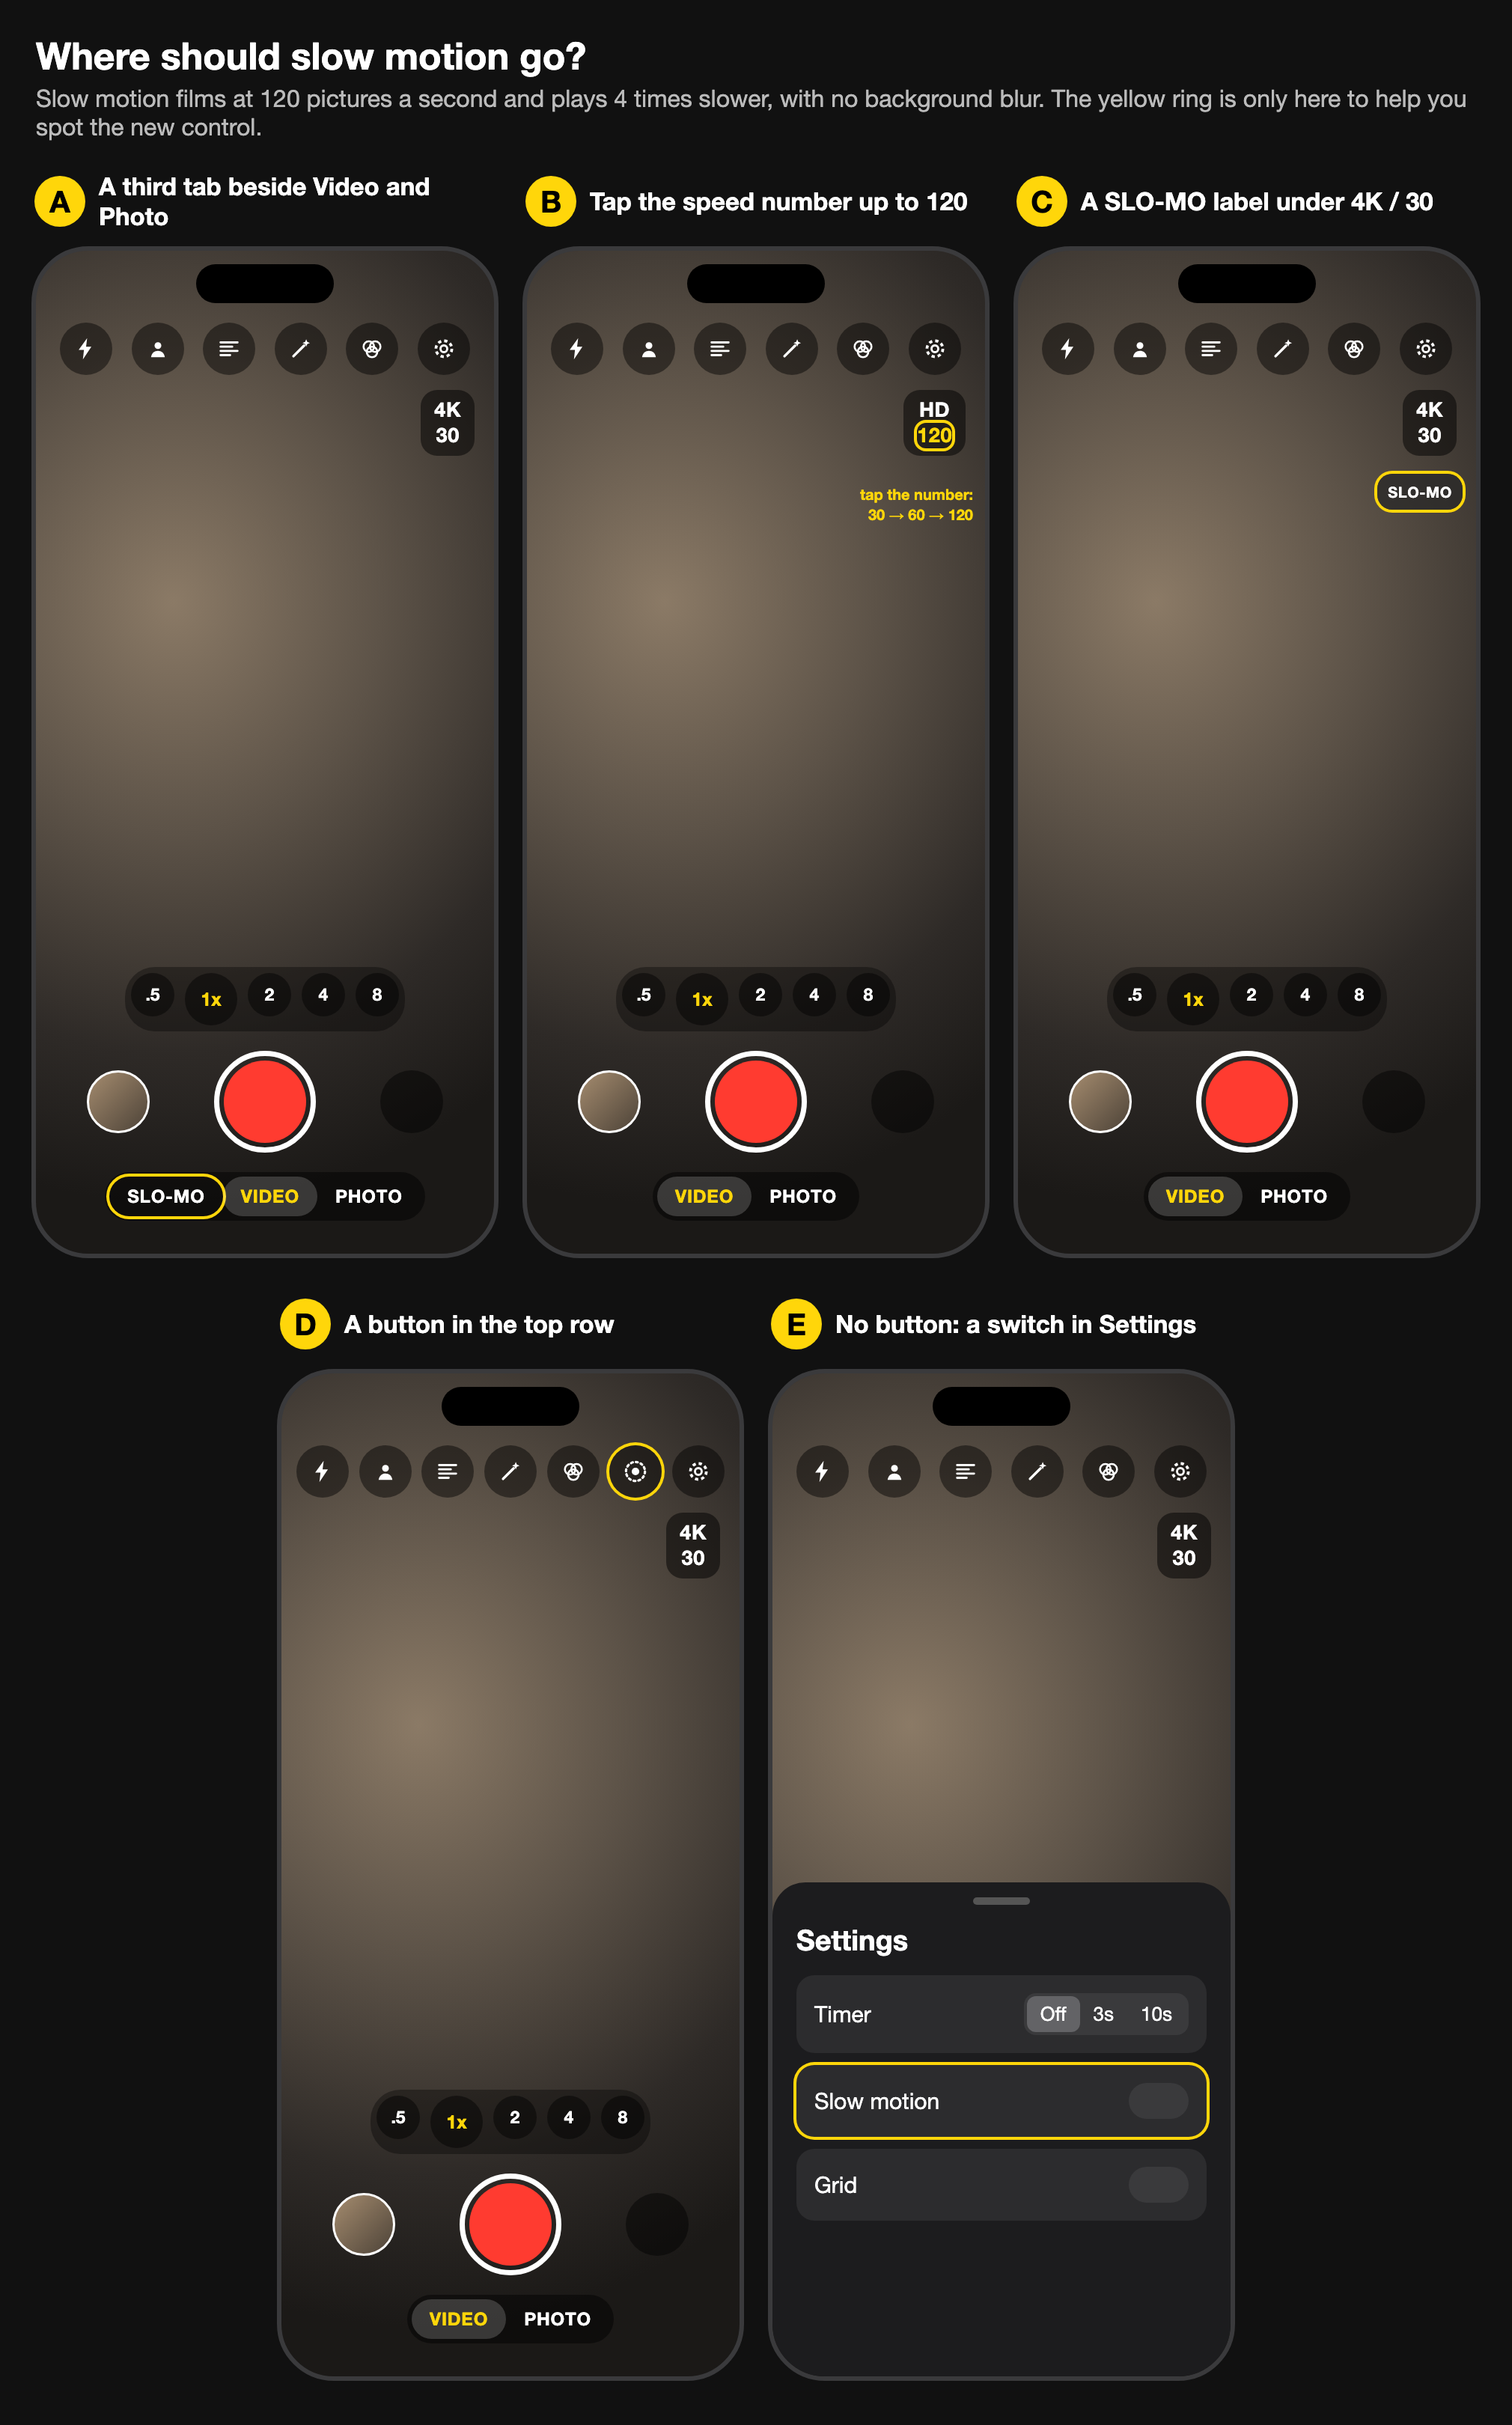 Where should slow motion go?
Slow motion films at 120 pictures a second and plays 4 times slower, with no background blur. The yellow ring is only here to help you
spot the new control.
A
A third tab beside Video and
Photo
B
Tap the speed number up to 120
C
A SLO-MO label under 4K / 30
4K
30
HD
120
tap the number:
30 → 60 → 120
4K
30
SLO-MO
.5 1x 2 4 8
.5 1x 2 4 8
.5 1x 2 4 8
SLO-MO VIDEO PHOTO
VIDEO PHOTO
VIDEO PHOTO
D
A button in the top row
E
No button: a switch in Settings
4K
30
4K
30
.5 1x 2 4 8
VIDEO PHOTO
Settings
Timer Off 3s 10s
Slow motion
Grid